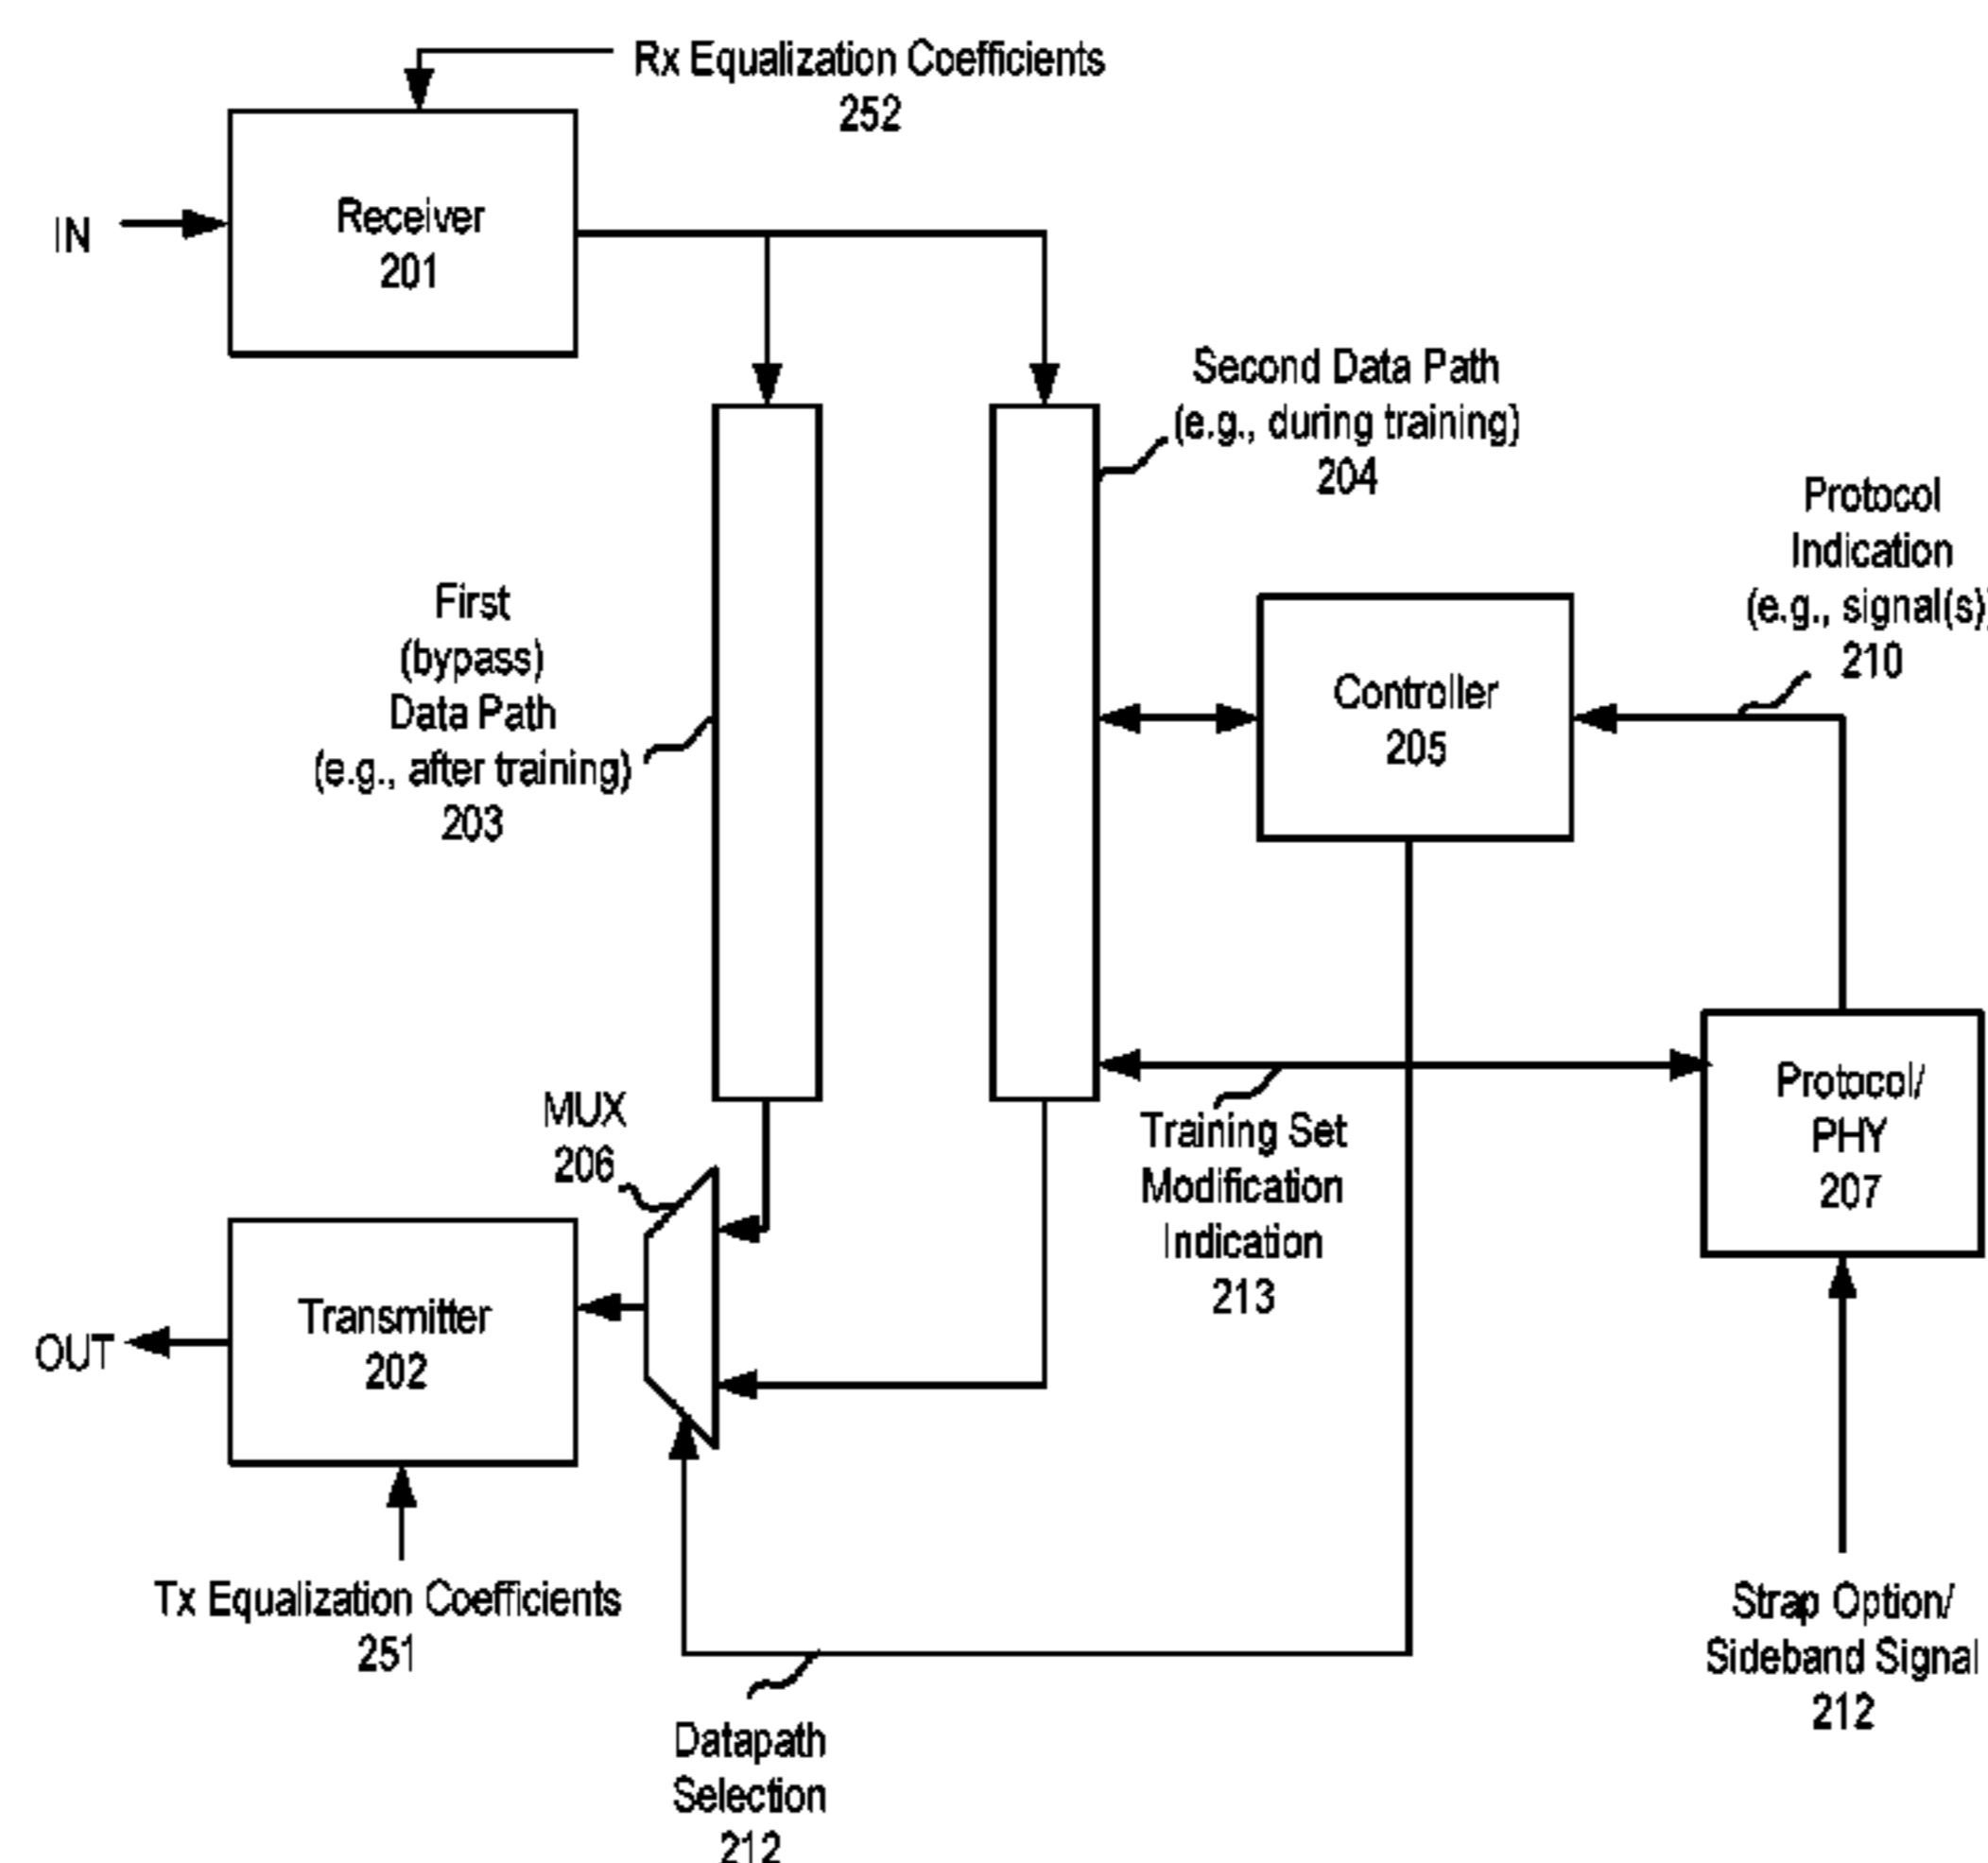 Rx Equalization Coefficients
252
IN
Receiver
201
Second Data Path
(e.g., during training)
204
Protocol
Indication
(e.g., signal(s)
210
First
(bypass)
Data Path
(e.g., after training)
203
Controller
205
MUX
206
Training Set
Modification
Indication
213
Protocol/
PHY
207
Transmitter
202
OUT
Tx Equalization Coefficients
251
Strap Option/
Sideband Signal
212
Datapath
Selection
212